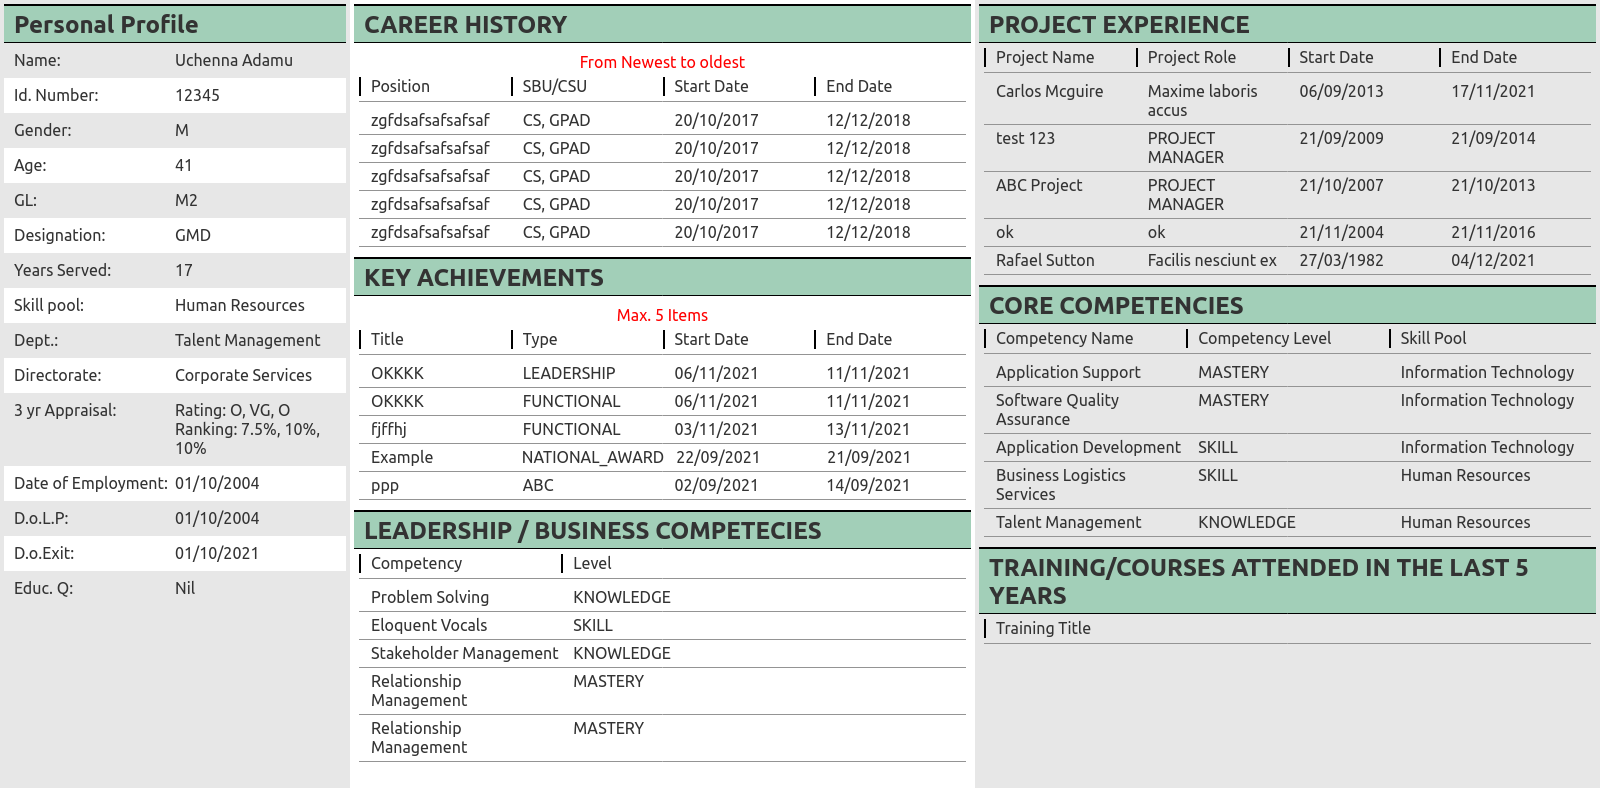 Personal Profile
Name: Uchenna Adamu
Id. Number: 12345
Gender: M
Age: 41
GL: M2
Designation: GMD
Years Served: 17
Skill pool: Human Resources
Dept.: Talent Management
Directorate: Corporate Services
3 yr Appraisal: Rating: O, VG, O
Ranking: 7.5%, 10%,
10%
Date of Employment: 01/10/2004
D.o.L.P: 01/10/2004
D.o.Exit: 01/10/2021
Educ. Q: Nil
CAREER HISTORY
From Newest to oldest
Position SBU/CSU Start Date End Date
zgfdsafsafsafsaf CS, GPAD 20/10/2017 12/12/2018
zgfdsafsafsafsaf CS, GPAD 20/10/2017 12/12/2018
zgfdsafsafsafsaf CS, GPAD 20/10/2017 12/12/2018
zgfdsafsafsafsaf CS, GPAD 20/10/2017 12/12/2018
zgfdsafsafsafsaf CS, GPAD 20/10/2017 12/12/2018
KEY ACHIEVEMENTS
Max. 5 Items
Title Type Start Date End Date
OKKKK LEADERSHIP 06/11/2021 11/11/2021
OKKKK FUNCTIONAL 06/11/2021 11/11/2021
fjffhj FUNCTIONAL 03/11/2021 13/11/2021
Example NATIONAL_AWARD 22/09/2021 21/09/2021
ppp ABC 02/09/2021 14/09/2021
LEADERSHIP / BUSINESS COMPETECIES
Competency Level
Problem Solving KNOWLEDGE
Eloquent Vocals SKILL
Stakeholder Management KNOWLEDGE
Relationship MASTERY
Management
Relationship MASTERY
Management
PROJECT EXPERIENCE
Project Name Project Role Start Date End Date
Carlos Mcguire Maxime laboris 06/09/2013 17/11/2021
accus
test 123 PROJECT 21/09/2009 21/09/2014
MANAGER
ABC Project PROJECT 21/10/2007 21/10/2013
MANAGER
ok ok 21/11/2004 21/11/2016
Rafael Sutton Facilis nesciunt ex 27/03/1982 04/12/2021
CORE COMPETENCIES
Competency Name Competency Level Skill Pool
Application Support MASTERY Information Technology
Software Quality MASTERY Information Technology
Assurance
Application Development SKILL Information Technology
Business Logistics SKILL Human Resources
Services
Talent Management KNOWLEDGE Human Resources
TRAINING/COURSES ATTENDED IN THE LAST 5
YEARS
Training Title